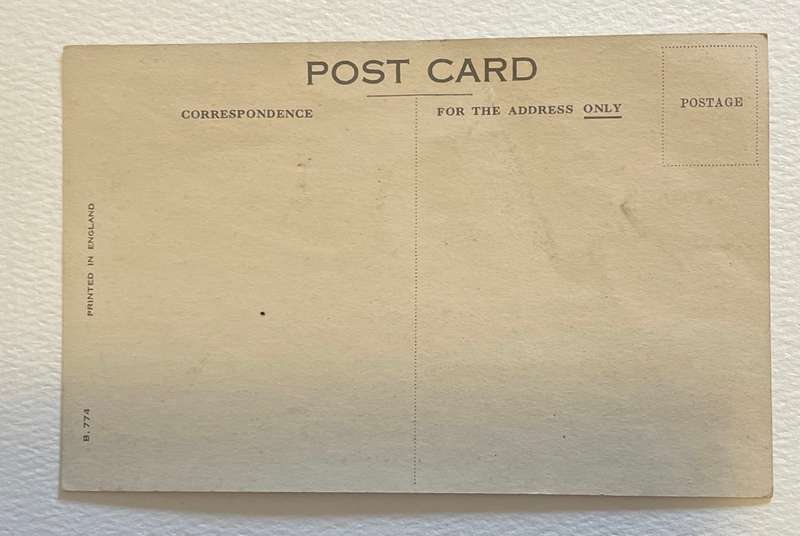 POST CARD
CORRESPONDENCE
FOR THE ADDRESS ONLY
POSTAGE
PRINTED IN ENGLAND
B. 774